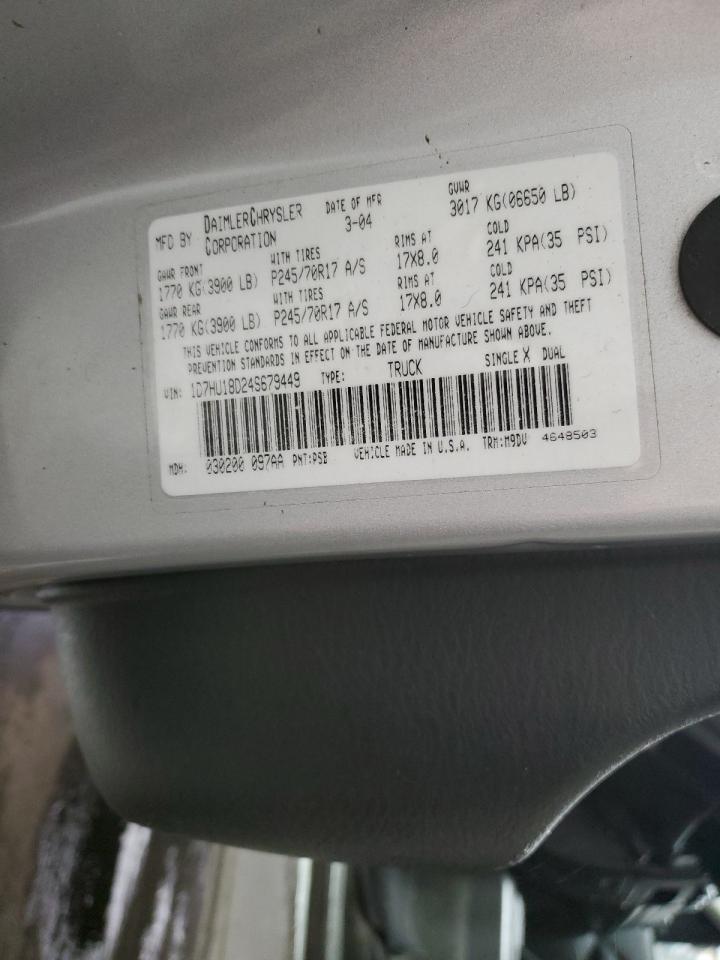 MFD BY DAIMLERCHRYSLER CORPORATION DATE OF MFR 3-04 GVWR 3017 KG(06650 LB)
GAWR FRONT WITH TIRES RIMS AT COLD
1770 KG(3900 LB) P245/70R17 A/S 17X8.0 241 KPA(35 PSI)
GAWR REAR WITH TIRES RIMS AT COLD
1770 KG(3900 LB) P245/70R17 A/S 17X8.0 241 KPA(35 PSI)
THIS VEHICLE CONFORMS TO ALL APPLICABLE FEDERAL MOTOR VEHICLE SAFETY AND THEFT
PREVENTION STANDARDS IN EFFECT ON THE DATE OF MANUFACTURE SHOWN ABOVE.
VIN: 1D7HU18D24S679449 TYPE: TRUCK SINGLE X DUAL
MDH: 030200 097AA PNT:PSB VEHICLE MADE IN U.S.A. TRM:M9DV 4648503